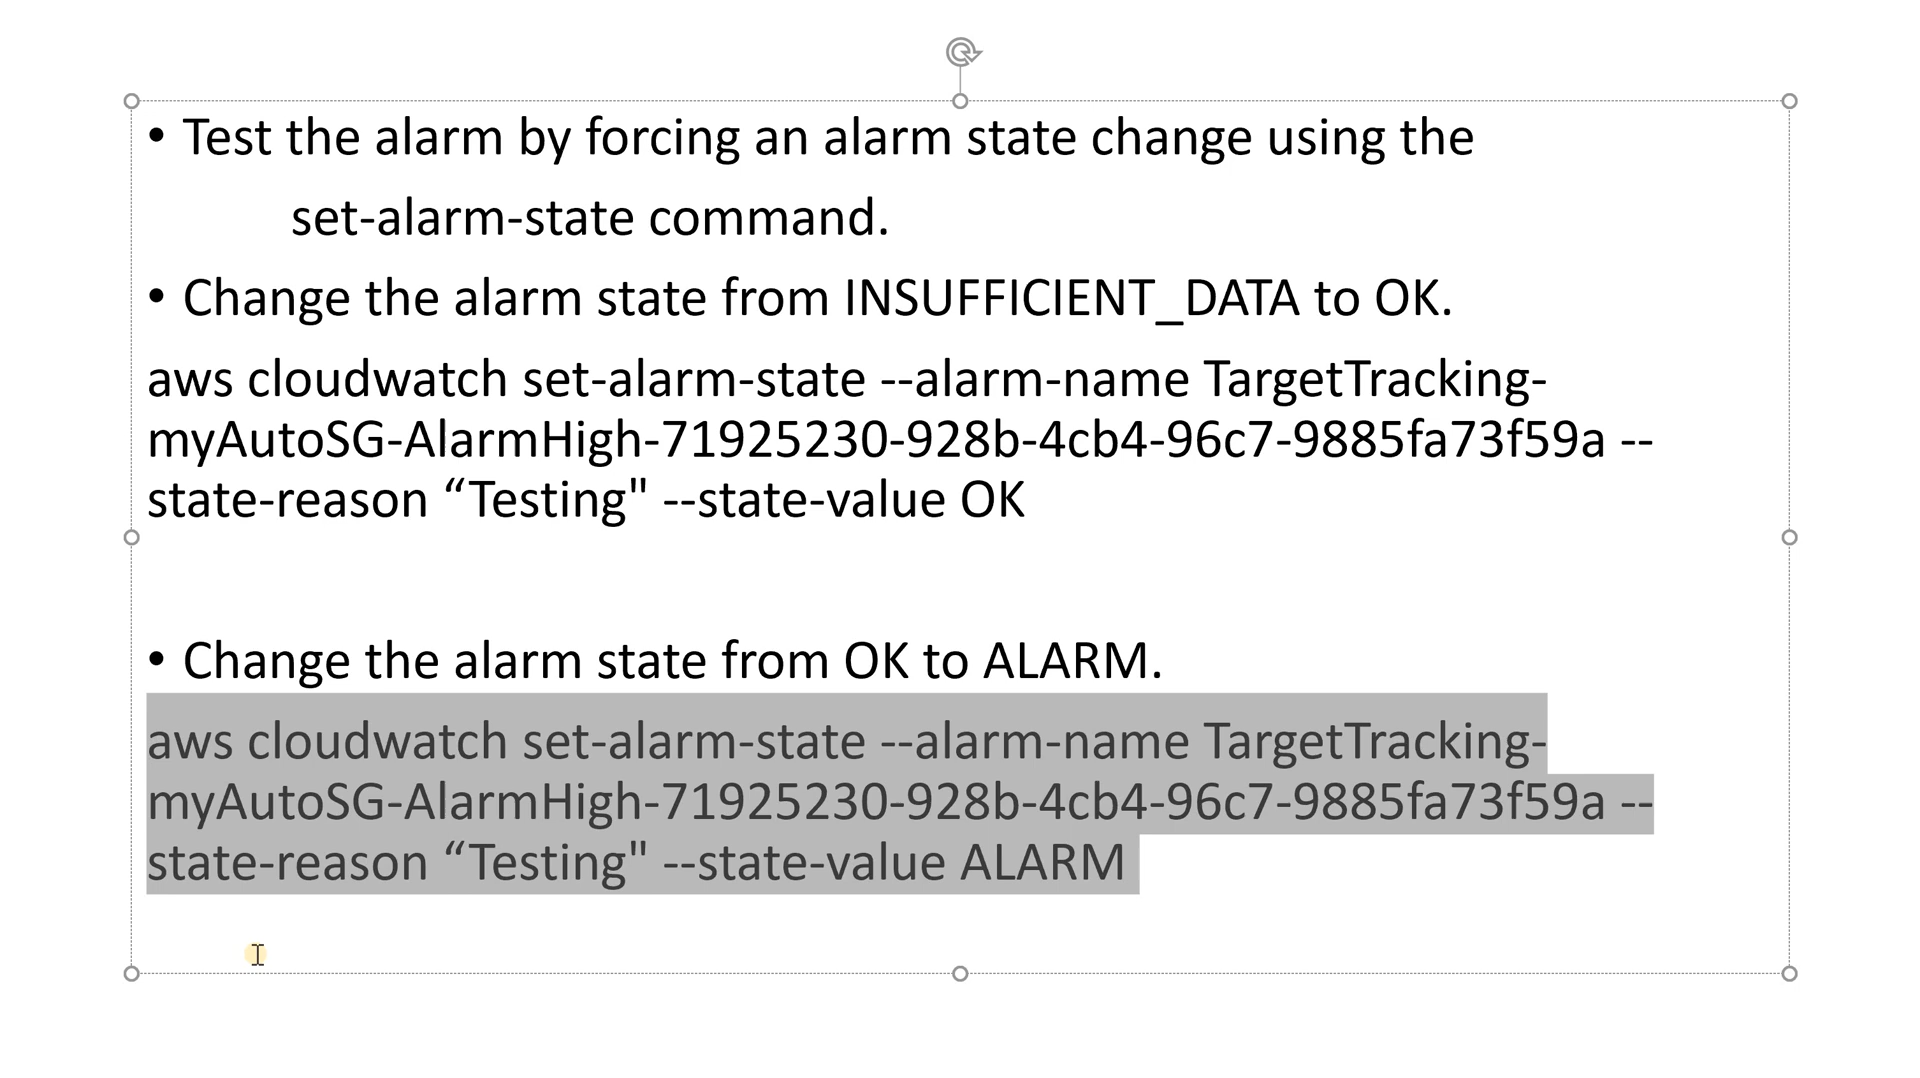 • Test the alarm by forcing an alarm state change using the
set-alarm-state command.
• Change the alarm state from INSUFFICIENT_DATA to OK.
aws cloudwatch set-alarm-state --alarm-name TargetTracking-
myAutoSG-AlarmHigh-71925230-928b-4cb4-96c7-9885fa73f59a --
state-reason “Testing" --state-value OK
• Change the alarm state from OK to ALARM.
aws cloudwatch set-alarm-state --alarm-name TargetTracking-
myAutoSG-AlarmHigh-71925230-928b-4cb4-96c7-9885fa73f59a --
state-reason “Testing" --state-value ALARM